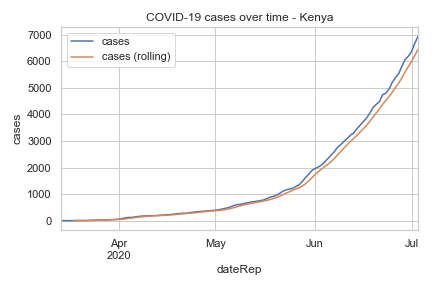 COVID-19 cases over time - Kenya
cases
cases (rolling)
7000
6000
5000
4000
3000
2000
1000
0
cases
Apr
2020
May
Jun
Jul
dateRep